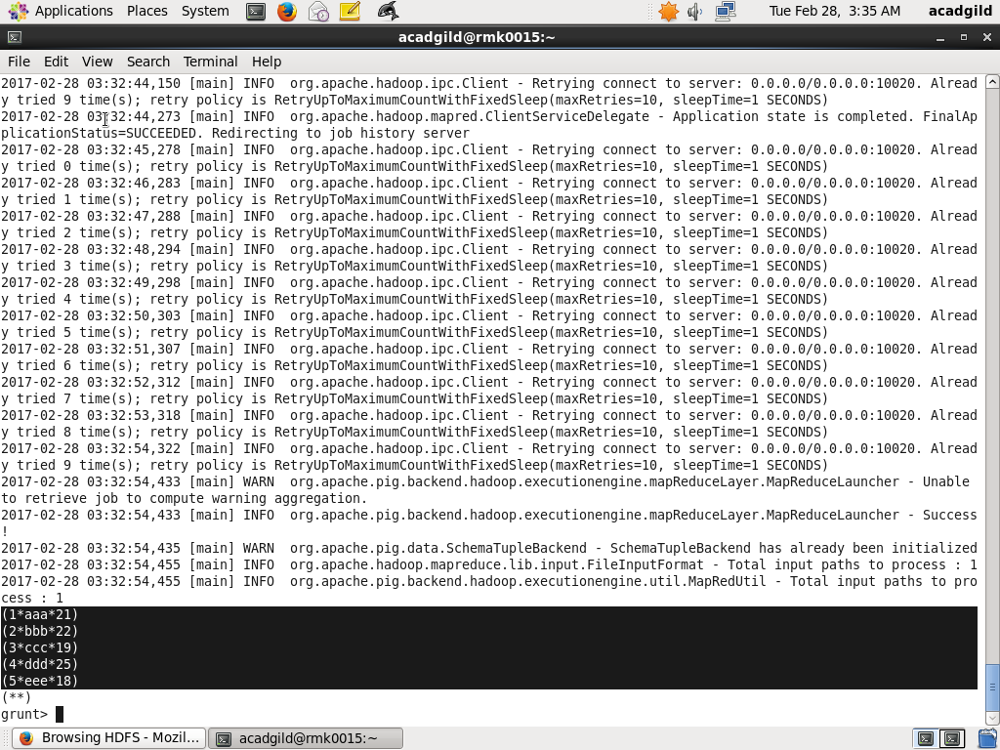 Applications Places System
Tue Feb 28, 3:35 AM acadgild
acadgild@rmk0015:~
File Edit View Search Terminal Help
2017-02-28 03:32:44,150 [main] INFO  org.apache.hadoop.ipc.Client - Retrying connect to server: 0.0.0.0/0.0.0.0:10020. Alread
y tried 9 time(s); retry policy is RetryUpToMaximumCountWithFixedSleep(maxRetries=10, sleepTime=1 SECONDS)
2017-02-28 03:32:44,273 [main] INFO  org.apache.hadoop.mapred.ClientServiceDelegate - Application state is completed. FinalAp
plicationStatus=SUCCEEDED. Redirecting to job history server
2017-02-28 03:32:45,278 [main] INFO  org.apache.hadoop.ipc.Client - Retrying connect to server: 0.0.0.0/0.0.0.0:10020. Alread
y tried 0 time(s); retry policy is RetryUpToMaximumCountWithFixedSleep(maxRetries=10, sleepTime=1 SECONDS)
2017-02-28 03:32:46,283 [main] INFO  org.apache.hadoop.ipc.Client - Retrying connect to server: 0.0.0.0/0.0.0.0:10020. Alread
y tried 1 time(s); retry policy is RetryUpToMaximumCountWithFixedSleep(maxRetries=10, sleepTime=1 SECONDS)
2017-02-28 03:32:47,288 [main] INFO  org.apache.hadoop.ipc.Client - Retrying connect to server: 0.0.0.0/0.0.0.0:10020. Alread
y tried 2 time(s); retry policy is RetryUpToMaximumCountWithFixedSleep(maxRetries=10, sleepTime=1 SECONDS)
2017-02-28 03:32:48,294 [main] INFO  org.apache.hadoop.ipc.Client - Retrying connect to server: 0.0.0.0/0.0.0.0:10020. Alread
y tried 3 time(s); retry policy is RetryUpToMaximumCountWithFixedSleep(maxRetries=10, sleepTime=1 SECONDS)
2017-02-28 03:32:49,298 [main] INFO  org.apache.hadoop.ipc.Client - Retrying connect to server: 0.0.0.0/0.0.0.0:10020. Alread
y tried 4 time(s); retry policy is RetryUpToMaximumCountWithFixedSleep(maxRetries=10, sleepTime=1 SECONDS)
2017-02-28 03:32:50,303 [main] INFO  org.apache.hadoop.ipc.Client - Retrying connect to server: 0.0.0.0/0.0.0.0:10020. Alread
y tried 5 time(s); retry policy is RetryUpToMaximumCountWithFixedSleep(maxRetries=10, sleepTime=1 SECONDS)
2017-02-28 03:32:51,307 [main] INFO  org.apache.hadoop.ipc.Client - Retrying connect to server: 0.0.0.0/0.0.0.0:10020. Alread
y tried 6 time(s); retry policy is RetryUpToMaximumCountWithFixedSleep(maxRetries=10, sleepTime=1 SECONDS)
2017-02-28 03:32:52,312 [main] INFO  org.apache.hadoop.ipc.Client - Retrying connect to server: 0.0.0.0/0.0.0.0:10020. Alread
y tried 7 time(s); retry policy is RetryUpToMaximumCountWithFixedSleep(maxRetries=10, sleepTime=1 SECONDS)
2017-02-28 03:32:53,318 [main] INFO  org.apache.hadoop.ipc.Client - Retrying connect to server: 0.0.0.0/0.0.0.0:10020. Alread
y tried 8 time(s); retry policy is RetryUpToMaximumCountWithFixedSleep(maxRetries=10, sleepTime=1 SECONDS)
2017-02-28 03:32:54,322 [main] INFO  org.apache.hadoop.ipc.Client - Retrying connect to server: 0.0.0.0/0.0.0.0:10020. Alread
y tried 9 time(s); retry policy is RetryUpToMaximumCountWithFixedSleep(maxRetries=10, sleepTime=1 SECONDS)
2017-02-28 03:32:54,433 [main] WARN  org.apache.pig.backend.hadoop.executionengine.mapReduceLayer.MapReduceLauncher - Unable
to retrieve job to compute warning aggregation.
2017-02-28 03:32:54,433 [main] INFO  org.apache.pig.backend.hadoop.executionengine.mapReduceLayer.MapReduceLauncher - Success
!
2017-02-28 03:32:54,435 [main] WARN  org.apache.pig.data.SchemaTupleBackend - SchemaTupleBackend has already been initialized
2017-02-28 03:32:54,455 [main] INFO  org.apache.hadoop.mapreduce.lib.input.FileInputFormat - Total input paths to process : 1
2017-02-28 03:32:54,455 [main] INFO  org.apache.pig.backend.hadoop.executionengine.util.MapRedUtil - Total input paths to pro
cess : 1
(1*aaa*21)
(2*bbb*22)
(3*ccc*19)
(4*ddd*25)
(5*eee*18)
(**)
grunt>
Browsing HDFS - Mozil...
acadgild@rmk0015:~